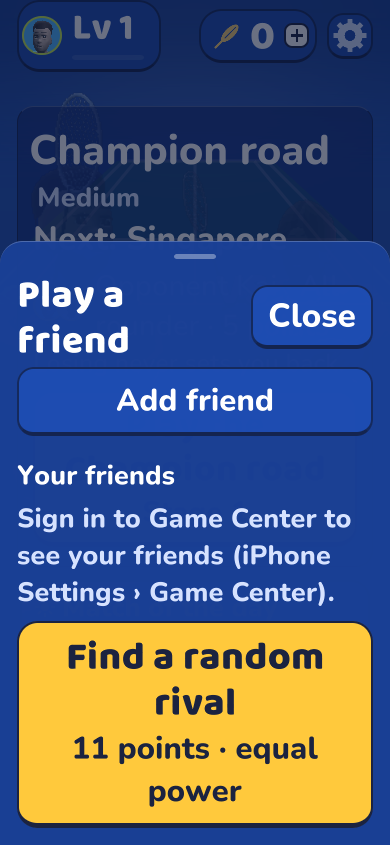 Lv 1
0
Champion road
Medium
Next: Singapore
Play a
friend
Close
Add friend
Your friends
Sign in to Game Center to
see your friends (iPhone
Settings › Game Center).
Find a random
rival
11 points · equal
power